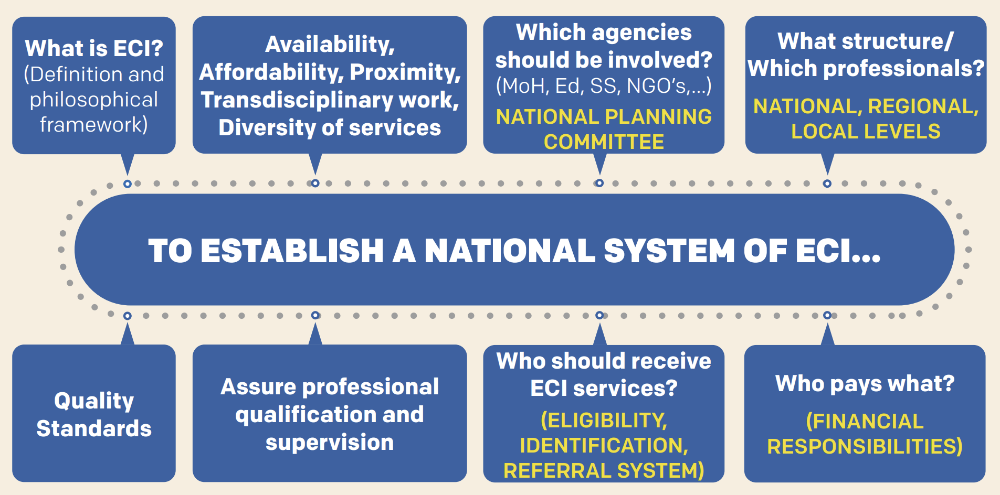 What is ECI?
(Definition and
philosophical
framework)
Availability,
Affordability, Proximity,
Transdisciplinary work,
Diversity of services
Which agencies
should be involved?
(MoH, Ed, SS, NGO’s,...)
NATIONAL PLANNING
COMMITTEE
What structure/
Which professionals?
NATIONAL, REGIONAL,
LOCAL LEVELS
TO ESTABLISH A NATIONAL SYSTEM OF ECI...
Quality
Standards
Assure professional
qualification and
supervision
Who should receive
ECI services?
(ELIGIBILITY,
IDENTIFICATION,
REFERRAL SYSTEM)
Who pays what?
(FINANCIAL
RESPONSIBILITIES)